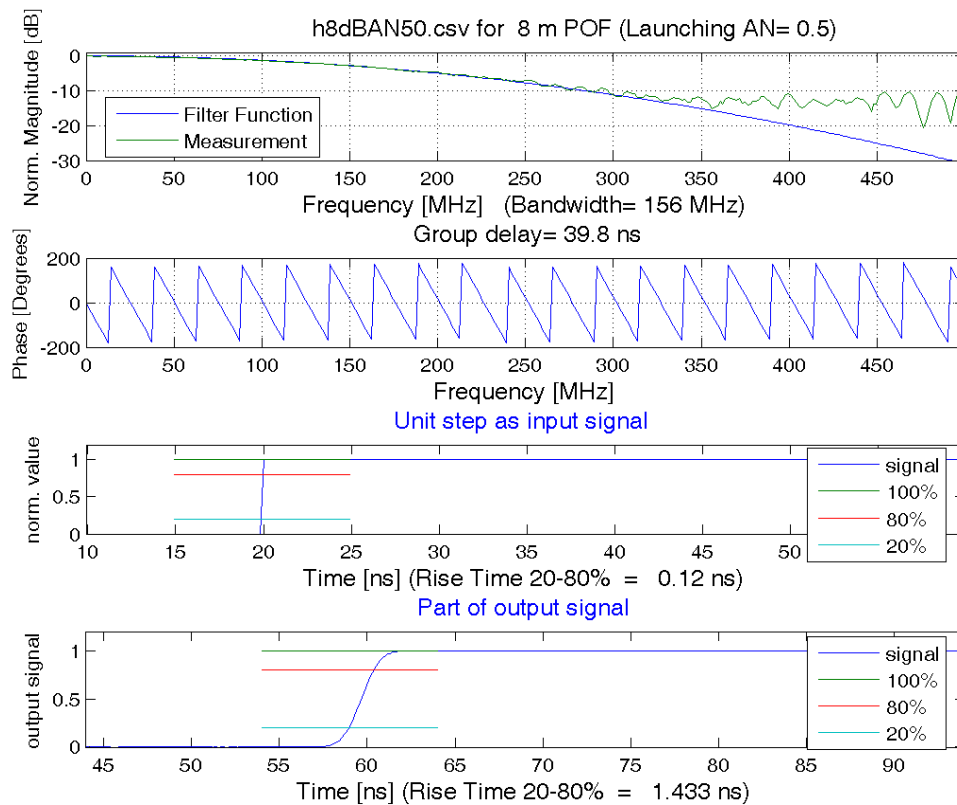 h8dBAN50.csv for 8 m POF (Launching AN= 0.5)
Norm. Magnitude [dB]
0
-10
-20
-30
Filter Function
Measurement
0 50 100 150 200 250 300 350 400 450
Frequency [MHz] (Bandwidth= 156 MHz)
Group delay= 39.8 ns
Phase [Degrees]
200
0
-200
0 50 100 150 200 250 300 350 400 450
Frequency [MHz]
Unit step as input signal
norm. value
1
0.5
0
signal
100%
80%
20%
10 15 20 25 30 35 40 45 50
Time [ns] (Rise Time 20-80% = 0.12 ns)
Part of output signal
output signal
1
0.5
0
signal
100%
80%
20%
45 50 55 60 65 70 75 80 85 90
Time [ns] (Rise Time 20-80% = 1.433 ns)